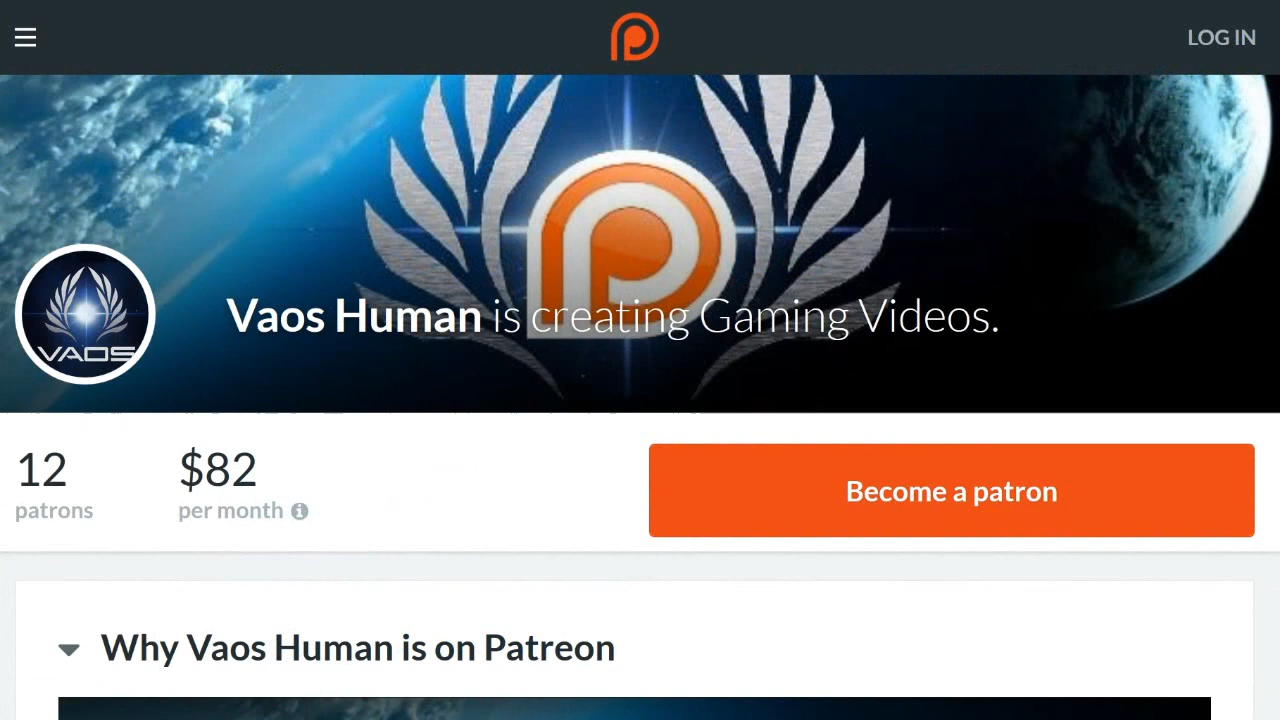 LOG IN
VAOS
Vaos Human is creating Gaming Videos.
12
patrons
$82
per month
Become a patron
Why Vaos Human is on Patreon